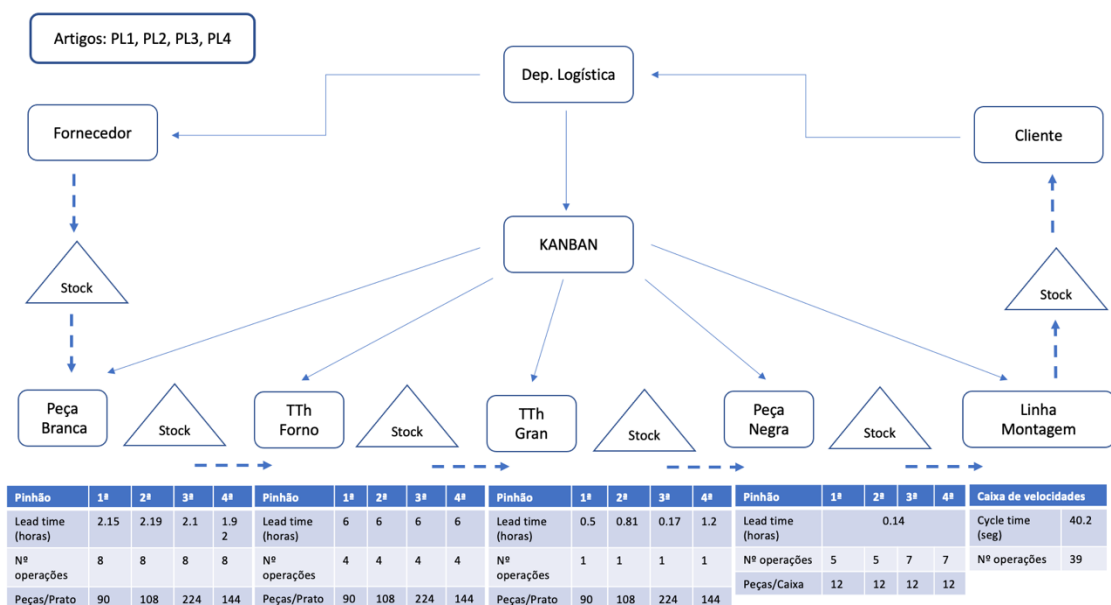 Artigos: PL1, PL2, PL3, PL4
Dep. Logística
Fornecedor
Cliente
KANBAN
Stock
Stock
Peça
Branca
Stock
TTh
Forno
Stock
TTh
Gran
Stock
Peça
Negra
Stock
Linha
Montagem
Pinhão 1ª 2ª 3ª 4ª
Lead time
(horas) 2.15 2.19 2.1 1.9
2
Nº
operações 8 8 8 8
Peças/Prato 90 108 224 144
Pinhão 1ª 2ª 3ª 4ª
Lead time
(horas) 6 6 6 6
Nº
operações 4 4 4 4
Peças/Prato 90 108 224 144
Pinhão 1ª 2ª 3ª 4ª
Lead time
(horas) 0.5 0.81 0.17 1.2
Nº
operações 1 1 1 1
Peças/Prato 90 108 224 144
Pinhão 1ª 2ª 3ª 4ª
Lead time
(horas) 0.14
Nº operações 5 5 7 7
Peças/Caixa 12 12 12 12
Caixa de velocidades
Cycle time
(seg) 40.2
Nº operações 39